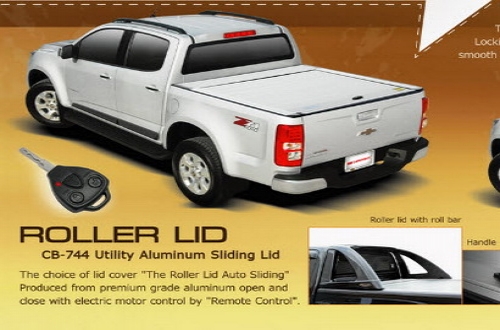 T
Locki
smooth
Z71
ROLLER LID
CB-744 Utility Aluminum Sliding Lid
The choice of lid cover "The Roller Lid Auto Sliding"
Produced from premium grade aluminum open and
close with electric motor control by "Remote Control".
Roller lid with roll bar
Handle